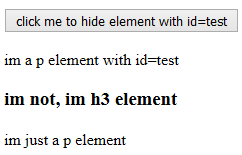 click me to hide element with id=test
im a p element with id=test
im not, im h3 element
im just a p element